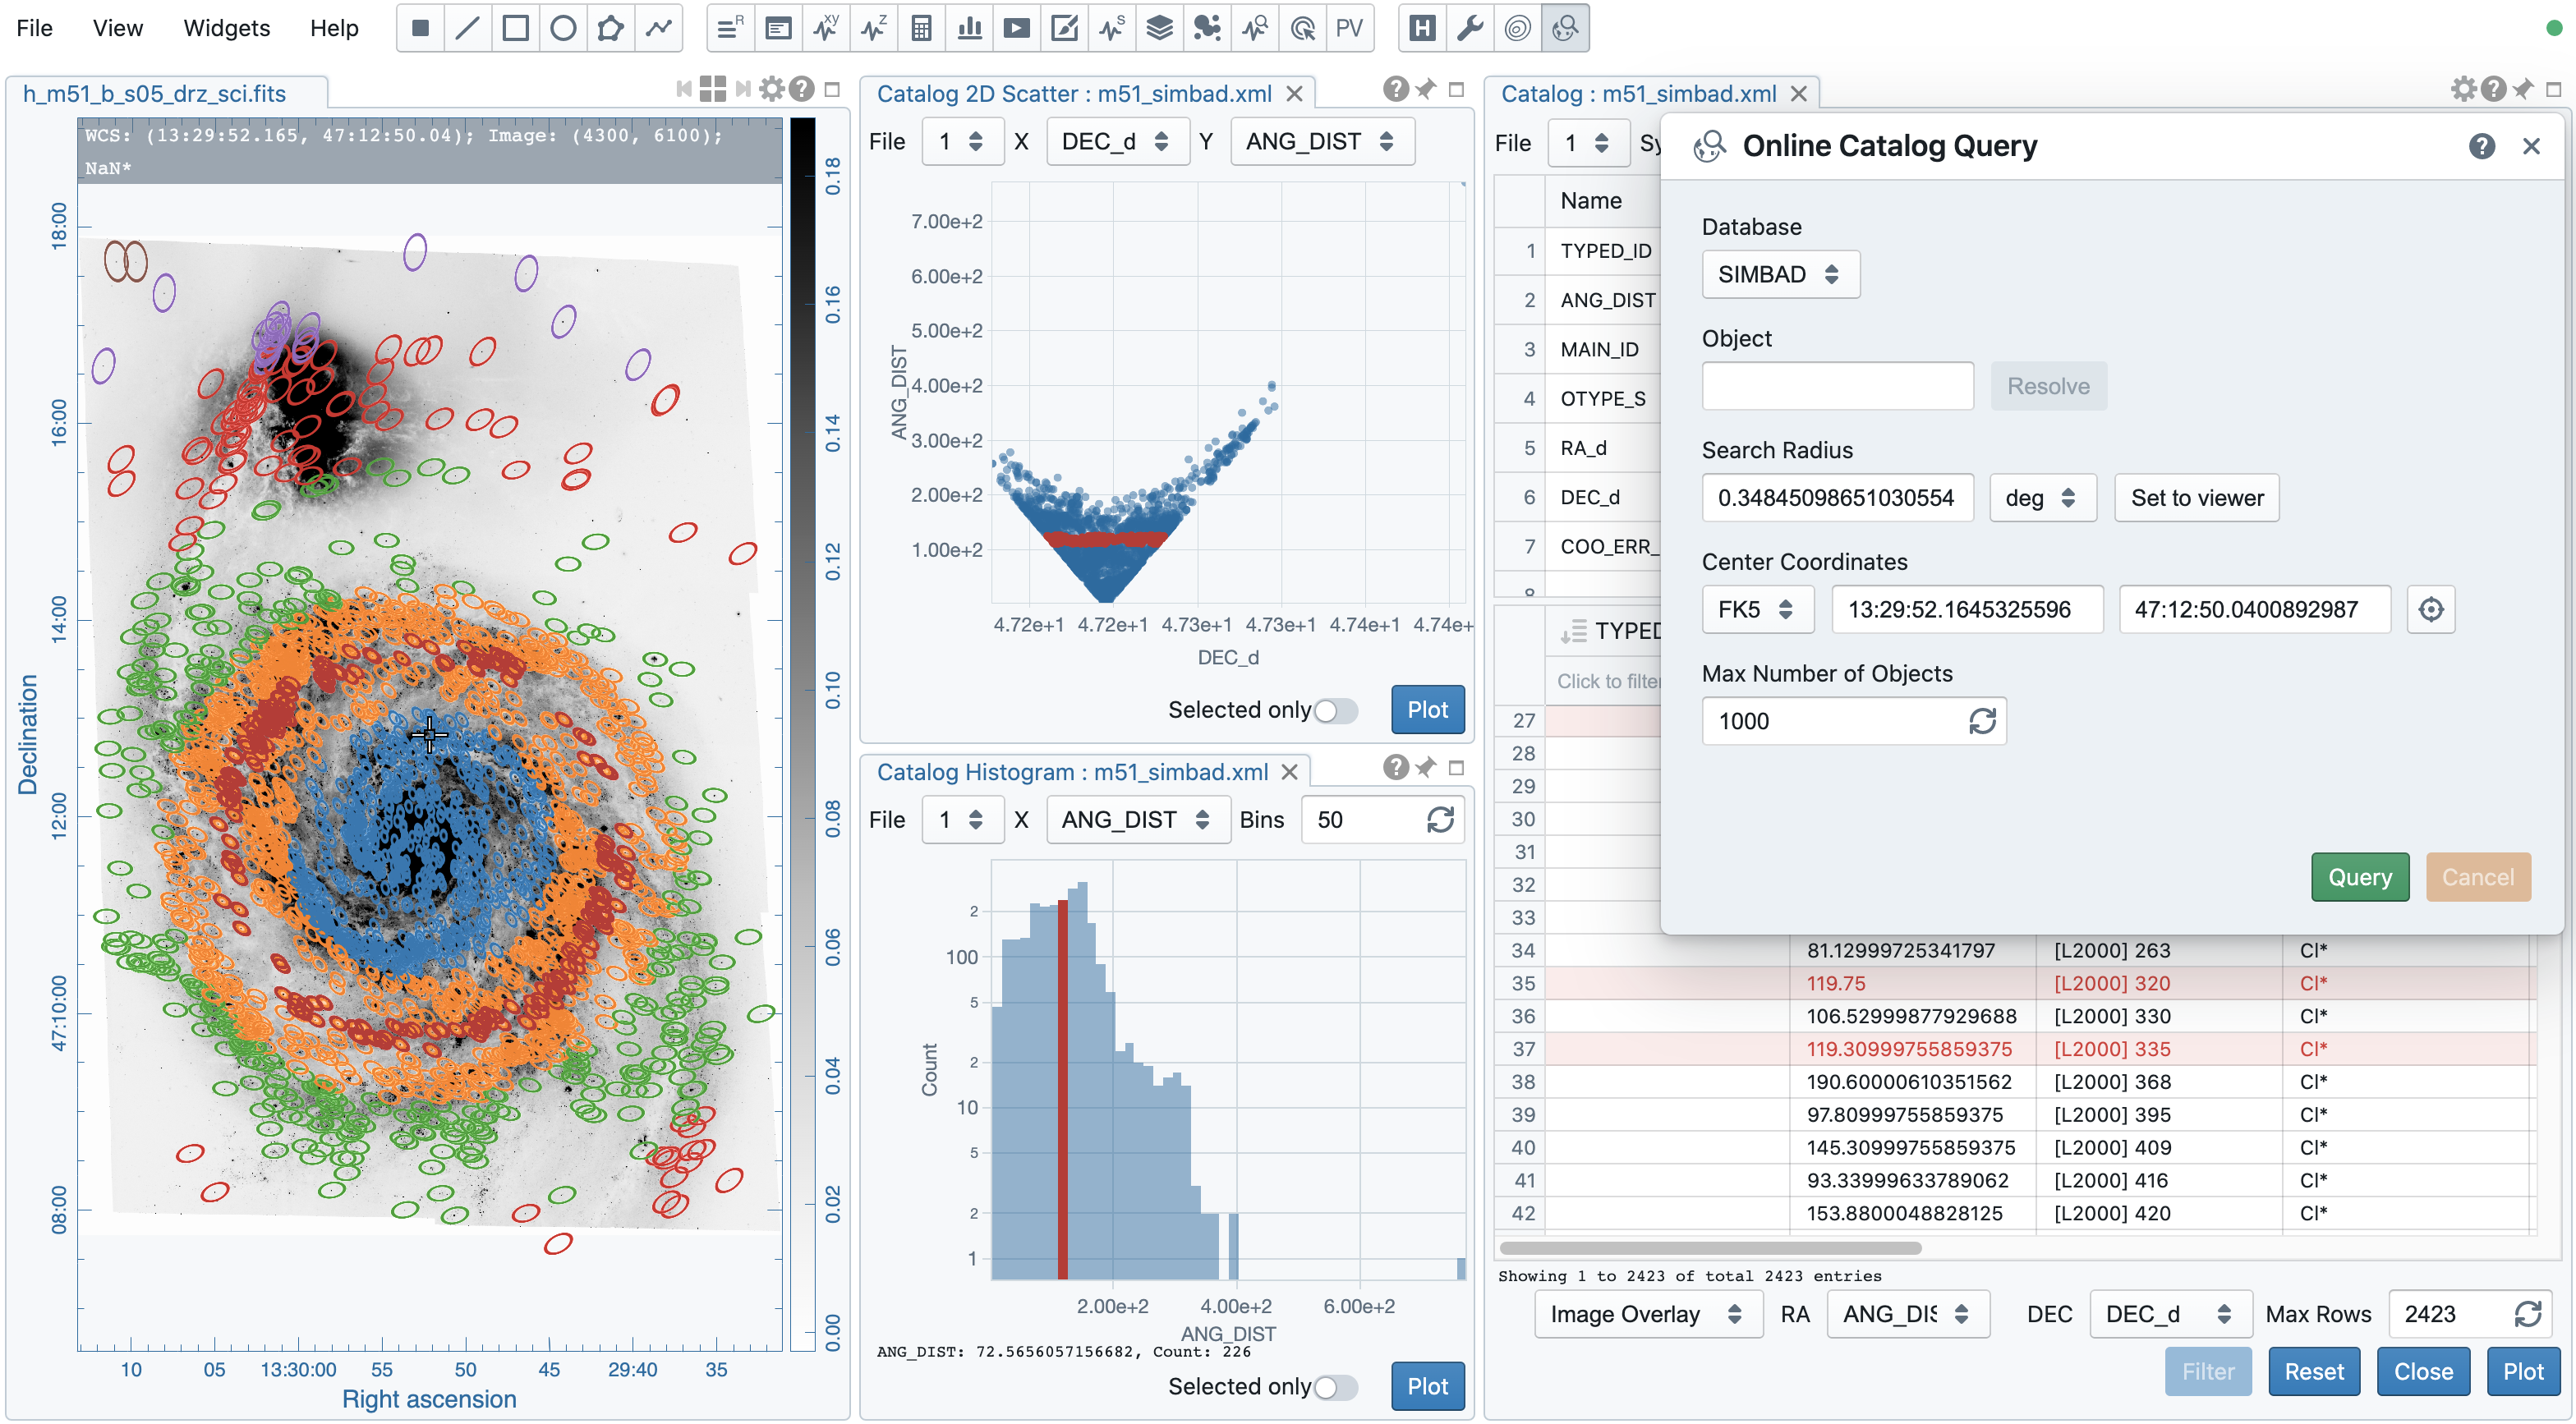 File View Widgets Help
R XY Z S PV H
h_m51_b_s05_drz_sci.fits
WCS: (13:29:52.165, 47:12:50.04); Image: (4300, 6100);
NaN*
18:00
16:00
14:00
12:00
47:10:00
08:00
Declination
10 05 13:30:00 55 50 45 29:40 35
Right ascension
0.18
0.16
0.14
0.12
0.10
0.08
0.06
0.04
0.02
0.00
Catalog 2D Scatter : m51_simbad.xml
File 1 X DEC_d Y ANG_DIST
7.00e+2
6.00e+2
5.00e+2
4.00e+2
3.00e+2
2.00e+2
1.00e+2
ANG_DIST
4.72e+1 4.72e+1 4.73e+1 4.73e+1 4.74e+1 4.74e+
DEC_d
Selected only Plot
Catalog Histogram : m51_simbad.xml
File 1 X ANG_DIST Bins 50
2
100
5
2
10
5
2
1
Count
2.00e+2 4.00e+2 6.00e+2
ANG_DIST
ANG_DIST: 72.5656057156682, Count: 226
Selected only Plot
Catalog : m51_simbad.xml
File 1 Sy
Name
1 TYPED_ID
2 ANG_DIST
3 MAIN_ID
4 OTYPE_S
5 RA_d
6 DEC_d
7 COO_ERR_
8
TYPED
Click to filter
27
28
29
30
31
32
33
34 81.12999725341797 [L2000] 263 Cl*
35 119.75 [L2000] 320 Cl*
36 106.52999877929688 [L2000] 330 Cl*
37 119.309997558593​75 [L2000] 335 Cl*
38 190.60000610351562 [L2000] 368 Cl*
39 97.80999755859375 [L2000] 395 Cl*
40 145.30999755859375 [L2000] 409 Cl*
41 93.33999633789062 [L2000] 416 Cl*
42 153.8800048828125 [L2000] 420 Cl*
Showing 1 to 2423 of total 2423 entries
Image Overlay RA ANG_DIS DEC DEC_d Max Rows 2423
Filter Reset Close Plot
Online Catalog Query
Database
SIMBAD
Object
Resolve
Search Radius
0.34845098651030554 deg Set to viewer
Center Coordinates
FK5 13:29:52.1645325596 47:12:50.0400892987
Max Number of Objects
1000
Query Cancel